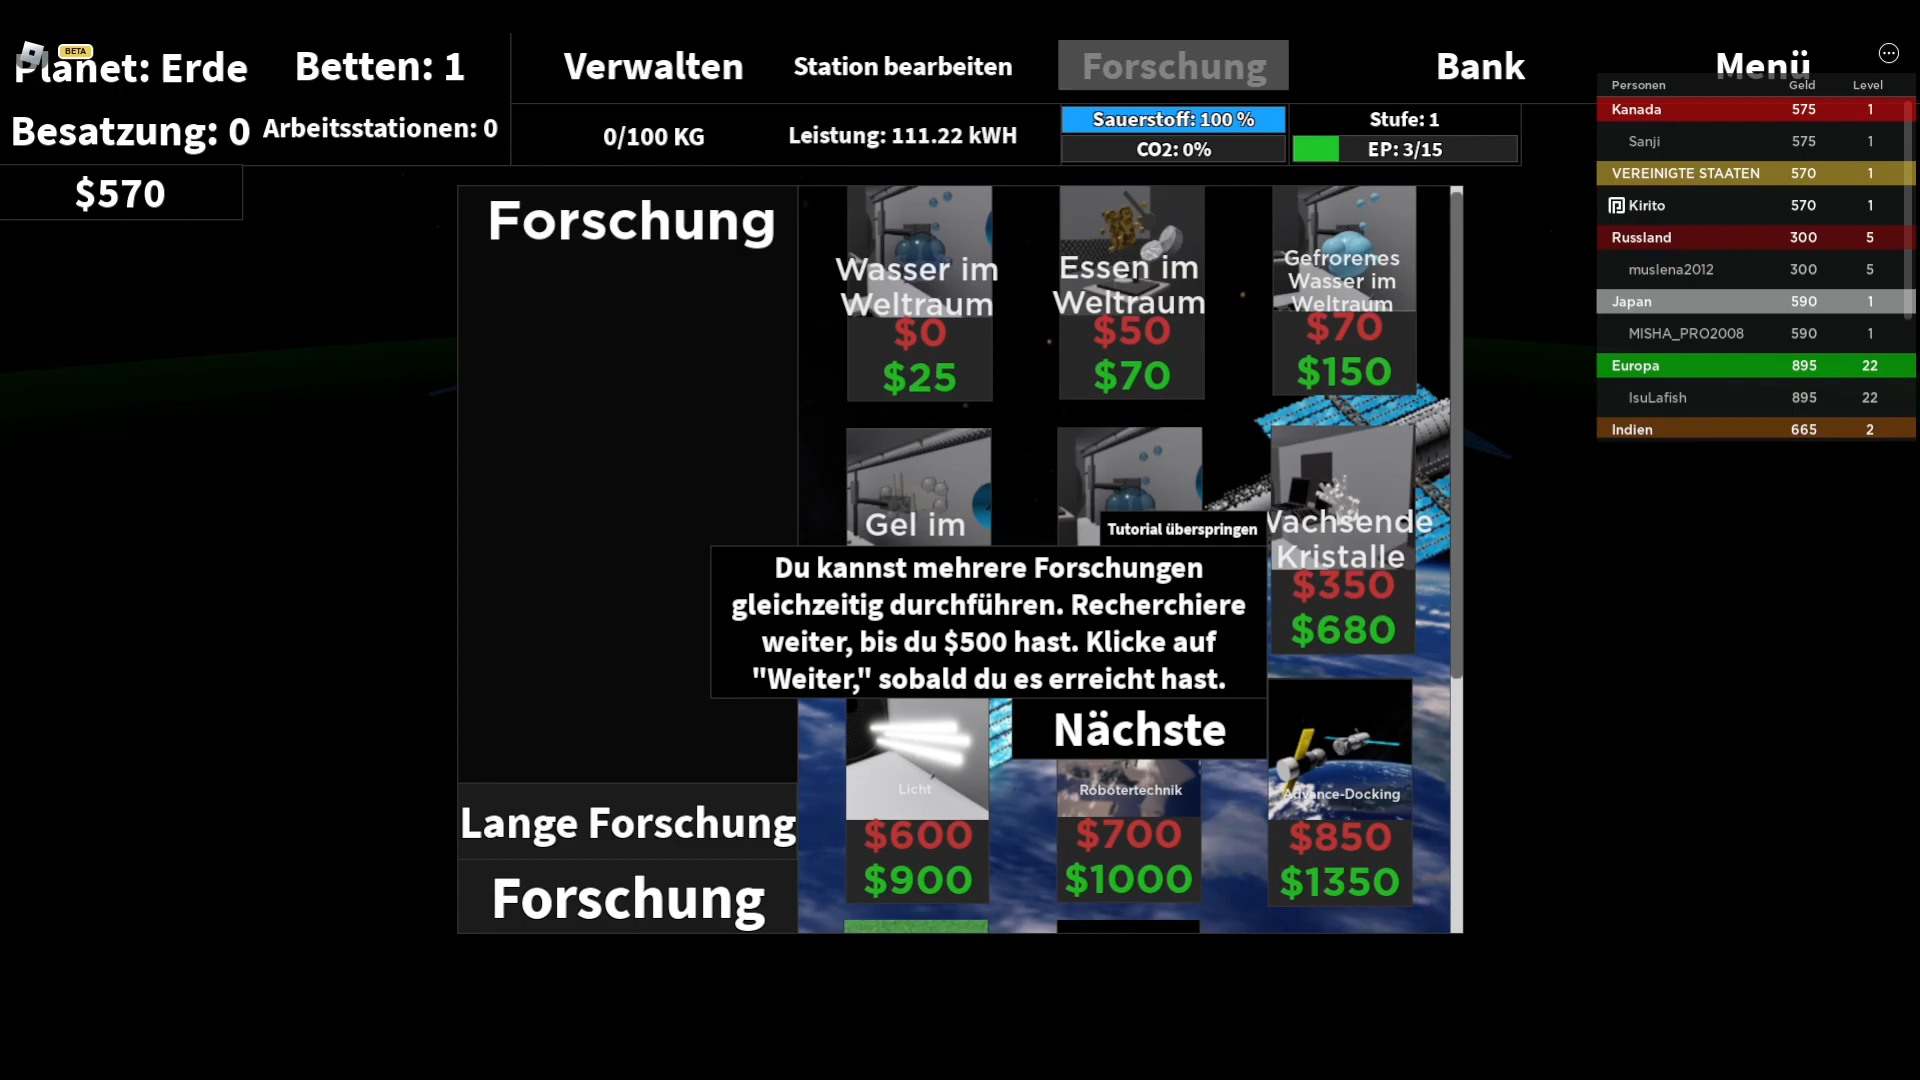 BETA
Planet: Erde
Betten: 1
Verwalten
Station bearbeiten
Forschung
Bank
Menü
Besatzung: 0
Arbeitsstationen: 0
0/100 KG
Leistung: 111.22 kWH
Sauerstoff: 100 %
CO2: 0%
Stufe: 1
EP: 3/15
$570
Personen Geld Level
Kanada 575 1
Sanji 575 1
VEREINIGTE STAATEN 570 1
Kirito 570 1
Russland 300 5
muslena2012 300 5
Japan 590 1
MISHA_PRO2008 590 1
Europa 895 22
IsuLafish 895 22
Indien 665 2
Forschung
Wasser im
Weltraum
$0
$25
Essen im
Weltraum
$50
$70
Gefrorenes
Wasser im
Weltraum
$70
$150
Gel im
Wachsende
Kristalle
$350
$680
Tutorial überspringen
Du kannst mehrere Forschungen
gleichzeitig durchführen. Recherchiere
weiter, bis du $500 hast. Klicke auf
"Weiter," sobald du es erreicht hast.
Nächste
Licht
$600
$900
Robotertechnik
$700
$1000
Advance-Docking
$850
$1350
Lange Forschung
Forschung